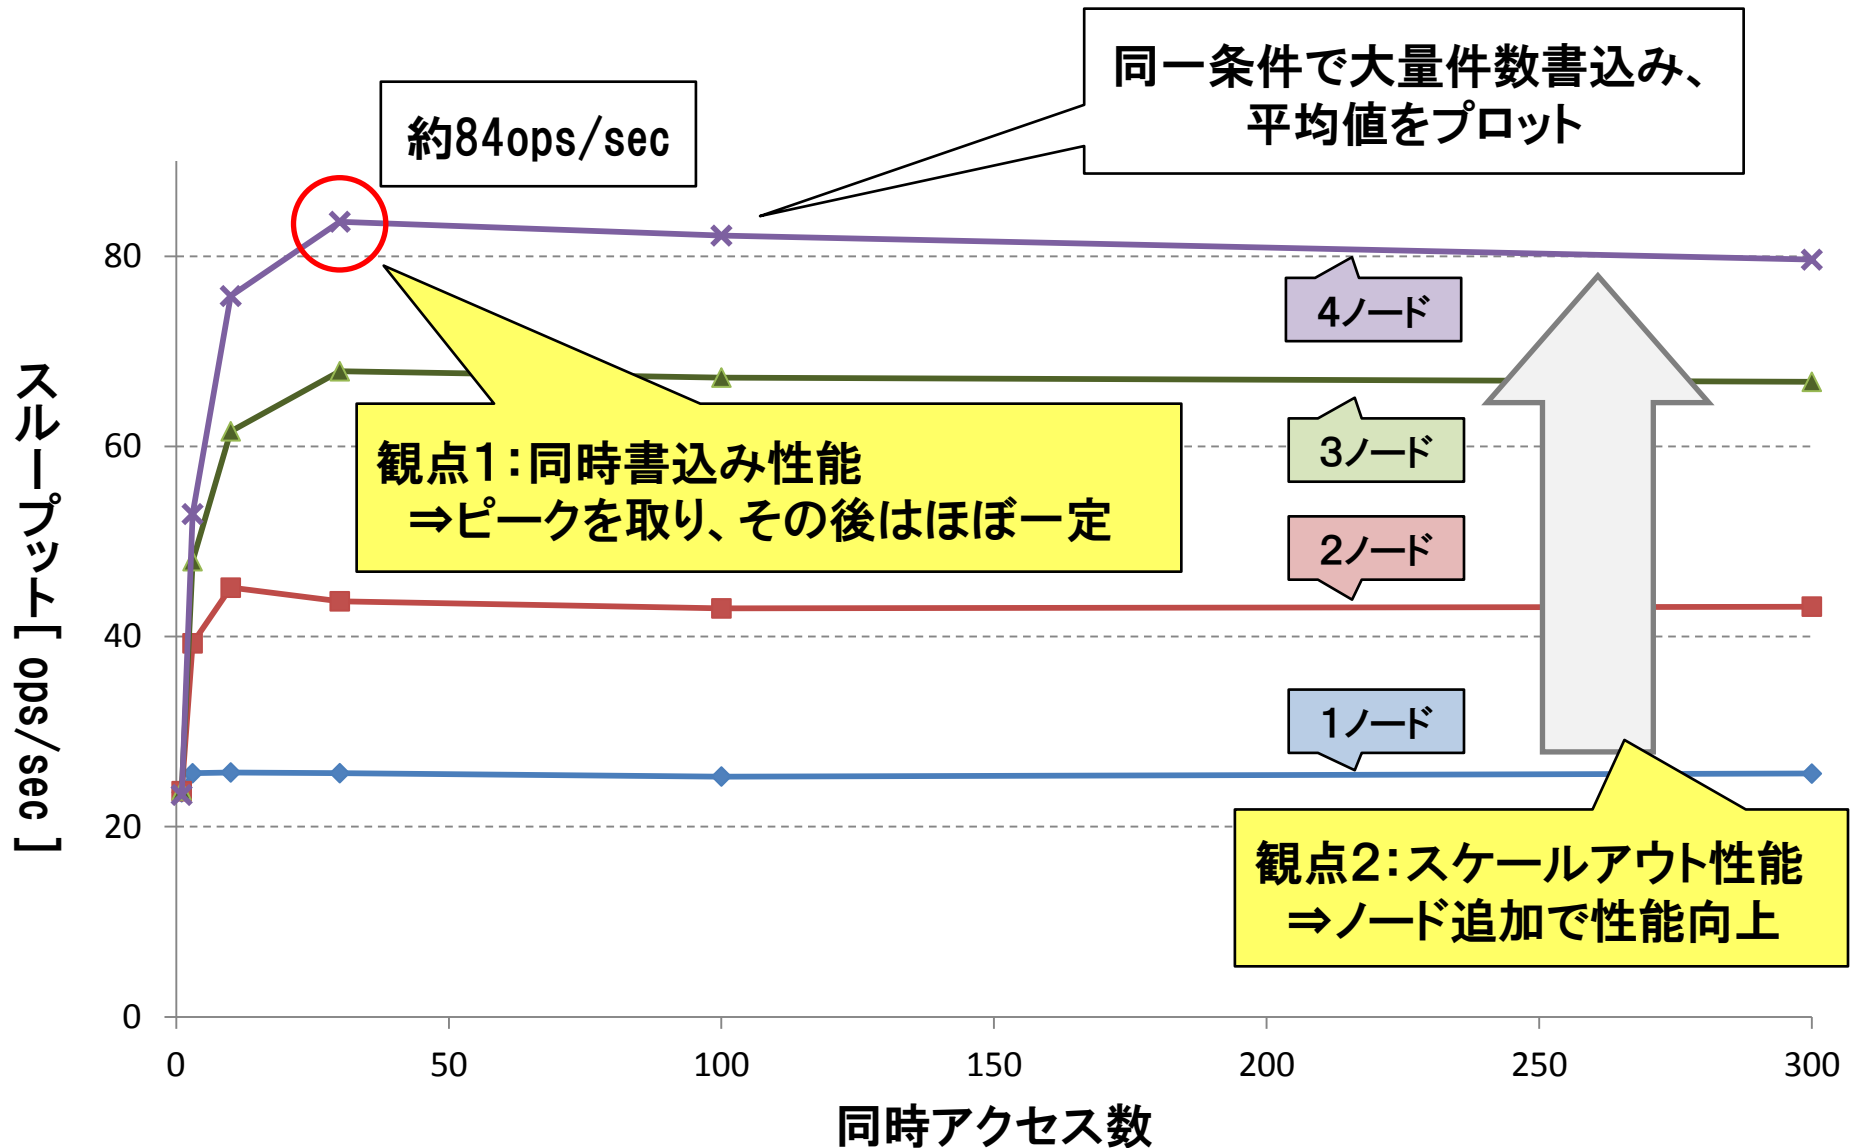 同一条件で大量件数書込み、
平均値をプロット
約84ops/sec
80
60
40
20
0
4ノード
3ノード
2ノード
1ノード
観点1:同時書込み性能
⇒ピークを取り、その後はほぼ一定
観点2:スケールアウト性能
⇒ノード追加で性能向上
スループット[ ops/sec ]
0 50 100 150 200 250 300
同時アクセス数